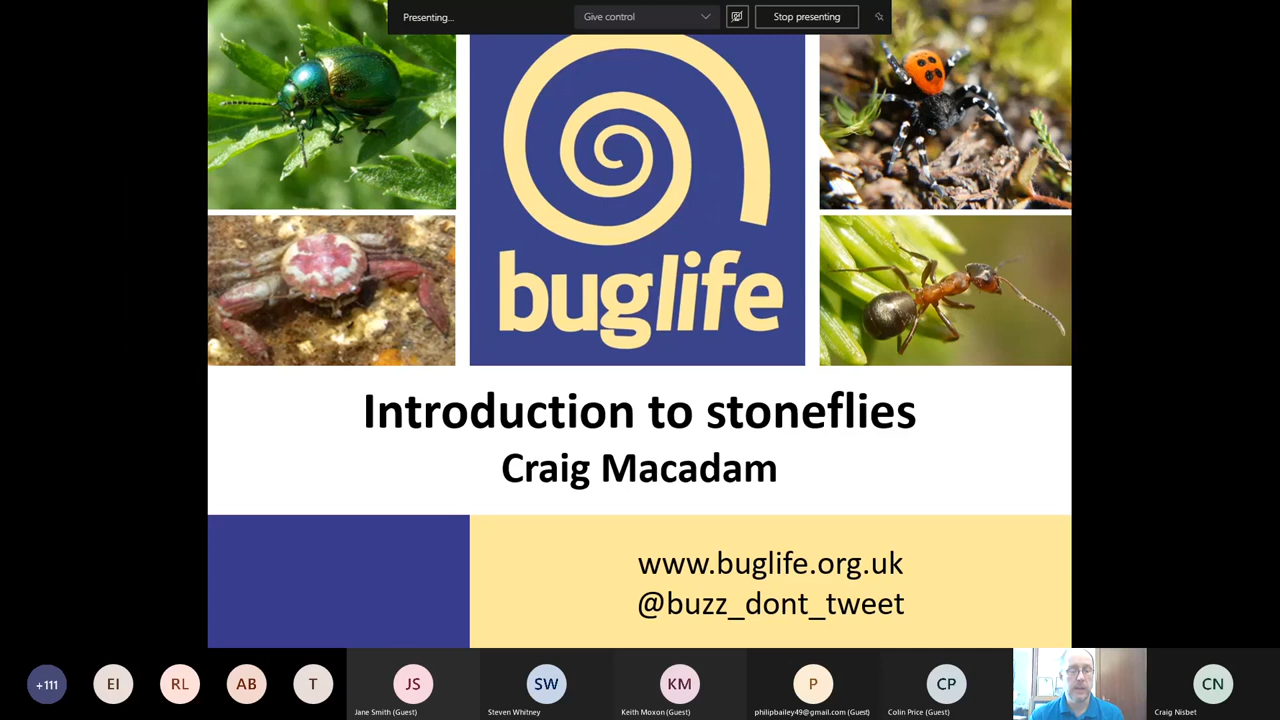 Presenting...
Give control
Stop presenting
buglife
Introduction to stoneflies
Craig Macadam
www.buglife.org.uk
@buzz_dont_tweet
+111
EI
RL
AB
T
JS
Jane Smith (Guest)
SW
Steven Whitney
KM
Keith Moxon (Guest)
P
philipbailey49@gmail.com (Guest)
CP
Colin Price (Guest)
CN
Craig Nisbet